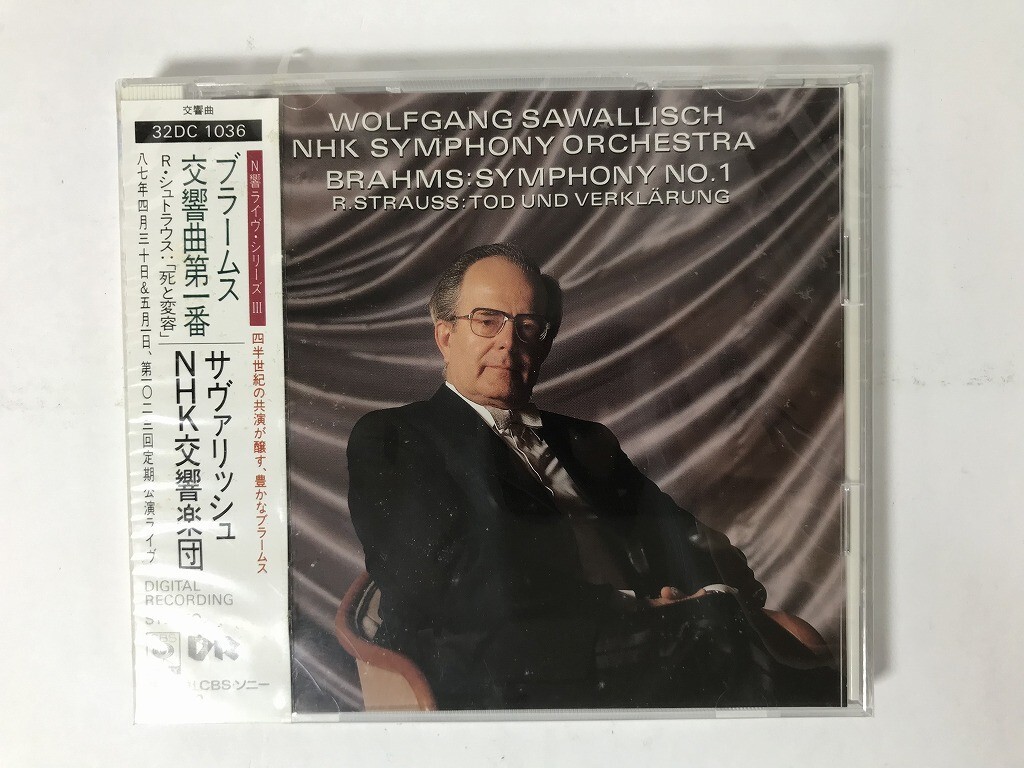 交響曲
32DC 1036
N響ライヴ・シリーズ III
四半世紀の共演が醸す、豊かなブラームス
ブラームス
交響曲第一番
R・シュトラウス:「死と変容」
サヴァリッシュ
NHK交響楽団
八七年四月三十日&五月一日、第一〇二三回定期公演ライヴ
DIGITAL
RECORDING
CBS・ソニー
WOLFGANG SAWALLISCH
NHK SYMPHONY ORCHESTRA
BRAHMS:SYMPHONY NO.1
R.STRAUSS:TOD UND VERKLÄRUNG